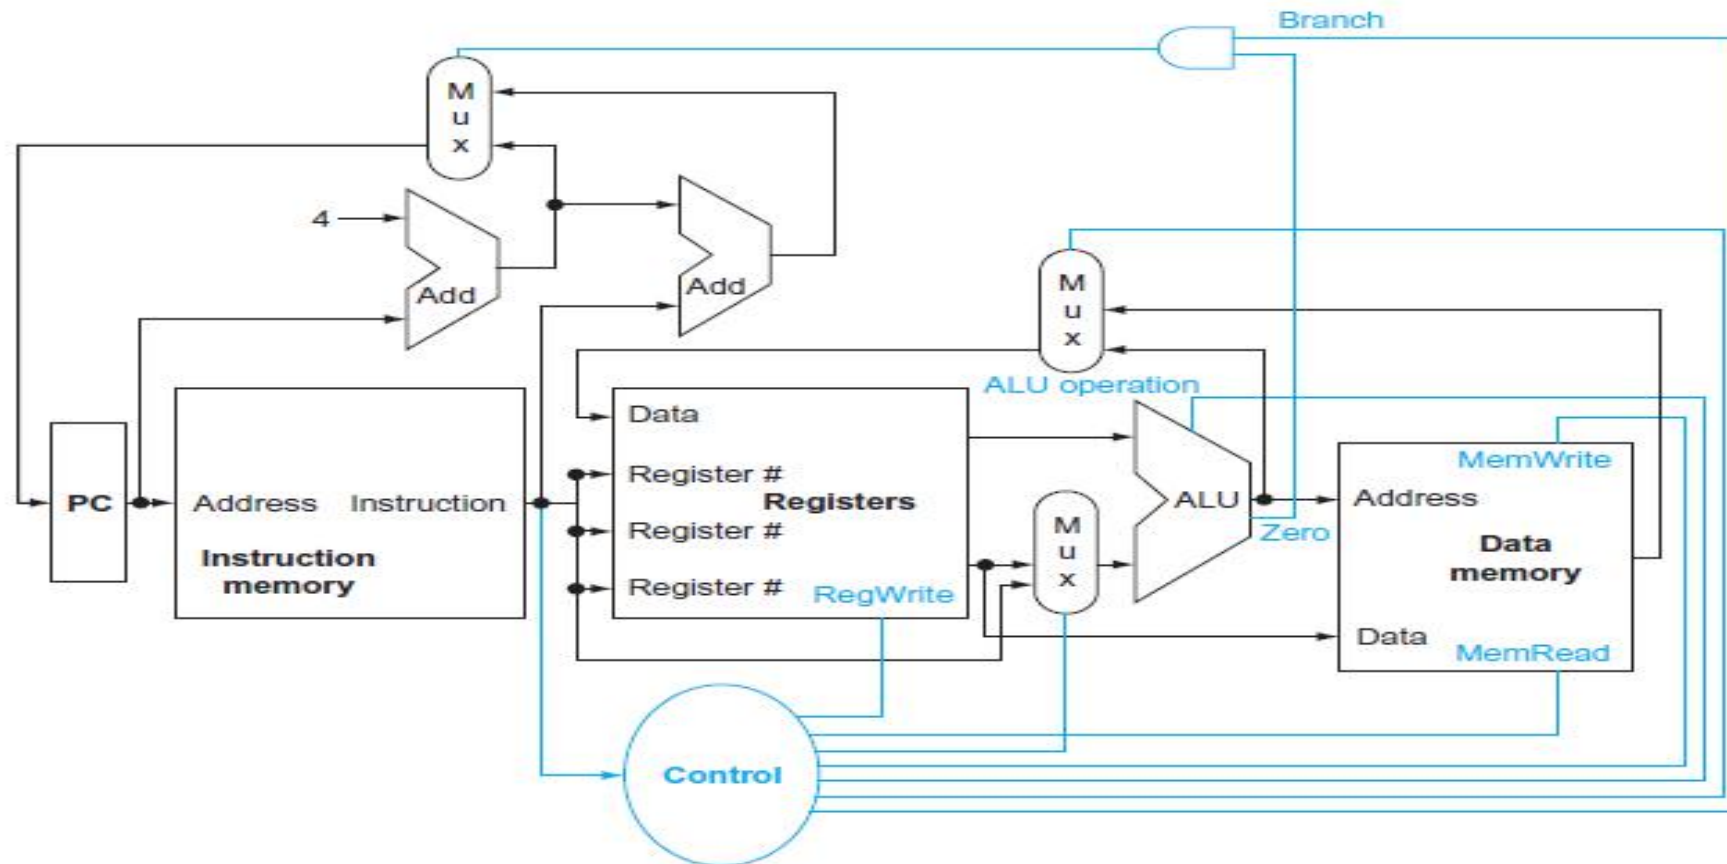 Branch
M
u
x
4
Add
Add
M
u
x
ALU operation
Data
Register #
Registers
Register #
Register #
RegWrite
PC
Address
Instruction
Instruction
memory
M
u
x
ALU
Zero
MemWrite
Address
Data
memory
Data
MemRead
Control